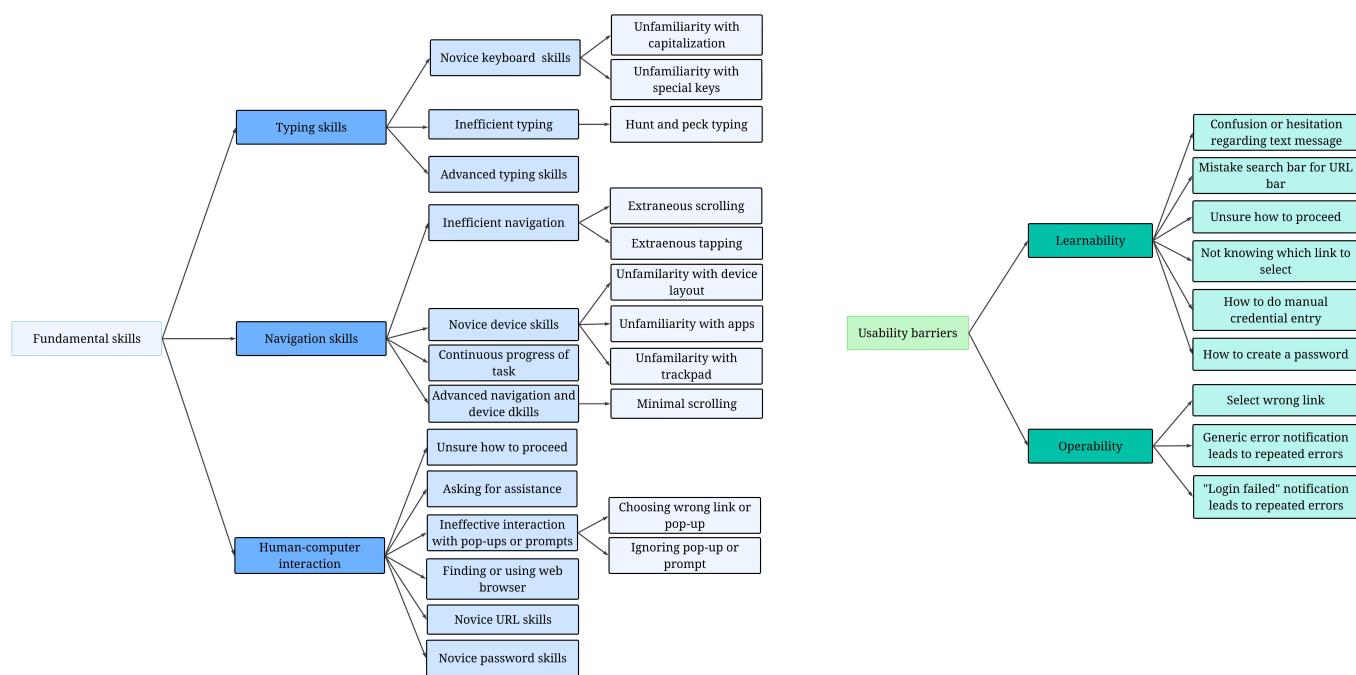 Fundamental skills
Typing skills
Novice keyboard  skills
Unfamiliarity with
capitalization
Unfamiliarity with
special keys
Inefficient typing
Hunt and peck typing
Advanced typing skills
Navigation skills
Inefficient navigation
Extraneous scrolling
Extraenous tapping
Novice device skills
Unfamilarity with device
layout
Unfamiliarity with apps
Unfamilarity with
trackpad
Continuous progress of
task
Advanced navigation and
device dkills
Minimal scrolling
Human-computer
interaction
Unsure how to proceed
Asking for assistance
Ineffective interaction
with pop-ups or prompts
Choosing wrong link or
pop-up
Ignoring pop-up or
prompt
Finding or using web
browser
Novice URL skills
Novice password skills
Usability barriers
Learnability
Confusion or hesitation
regarding text message
Mistake search bar for URL
bar
Unsure how to proceed
Not knowing which link to
select
How to do manual
credential entry
How to create a password
Operability
Select wrong link
Generic error notification
leads to repeated errors
"Login failed" notification
leads to repeated errors